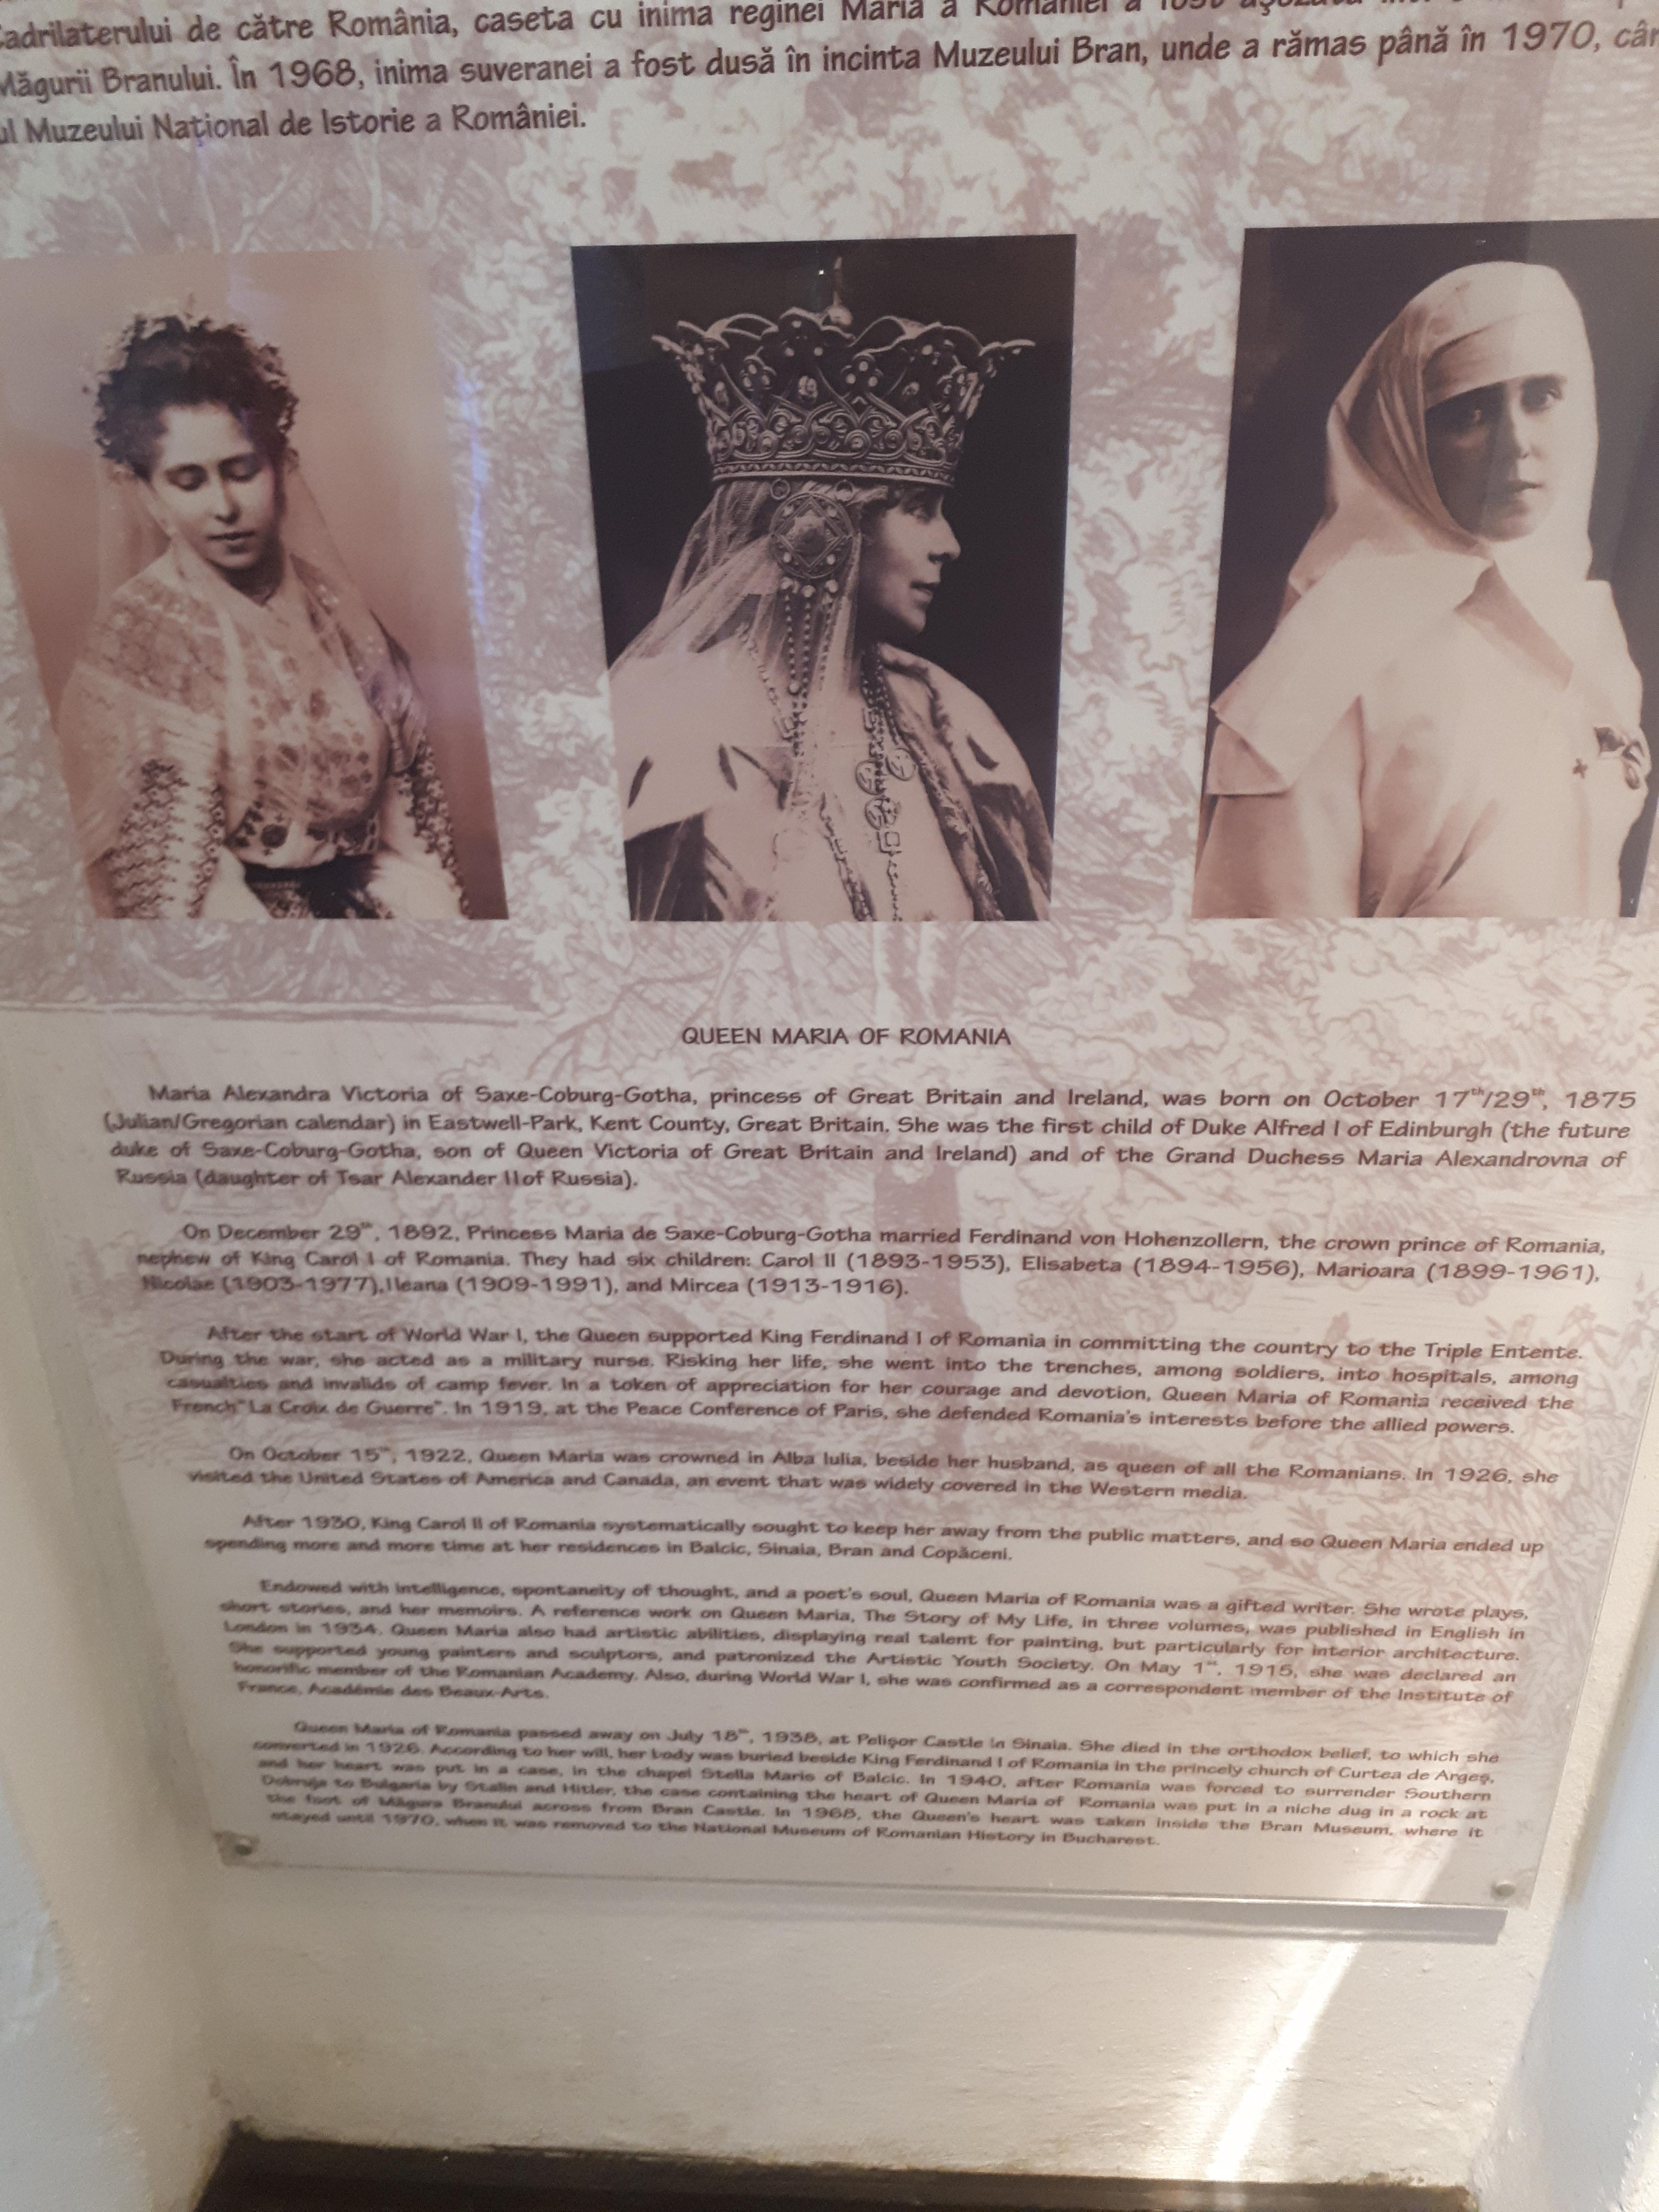 Cadrilaterului de către România, caseta cu inima reginei Maria a României a fost
Măgurii Branului. În 1968, inima suveranei a fost dusă în incinta Muzeului Bran, unde a rămas până în 1970, cân
ul Muzeului Naţional de Istorie a României.
QUEEN MARIA OF ROMANIA
Maria Alexandra Victoria of Saxe-Coburg-Gotha, princess of Great Britain and Ireland, was born on October 17th/29th, 1875
(Julian/Gregorian calendar) in Eastwell-Park, Kent County, Great Britain. She was the first child of Duke Alfred I of Edinburgh (the future
duke of Saxe-Coburg-Gotha, son of Queen Victoria of Great Britain and Ireland) and of the Grand Duchess Maria Alexandrovna of
Russia (daughter of Tsar Alexander II of Russia).
On December 29th, 1892, Princess Maria de Saxe-Coburg-Gotha married Ferdinand von Hohenzollern, the crown prince of Romania,
nephew of King Carol I of Romania. They had six children: Carol II (1893-1953), Elisabeta (1894-1956), Marioara (1899-1961),
Nicolae (1903-1977), Ileana (1909-1991), and Mircea (1913-1916).
After the start of World War I, the Queen supported King Ferdinand I of Romania in committing the country to the Triple Entente.
During the war, she acted as a military nurse. Risking her life, she went into the trenches, among soldiers, into hospitals, among
casualties and invalids of camp fever. In a token of appreciation for her courage and devotion, Queen Maria of Romania received the
French "La Croix de Guerre". In 1919, at the Peace Conference of Paris, she defended Romania's interests before the allied powers.
On October 15th, 1922, Queen Maria was crowned in Alba Iulia, beside her husband, as queen of all the Romanians. In 1926, she
visited the United States of America and Canada, an event that was widely covered in the Western media.
After 1930, King Carol II of Romania systematically sought to keep her away from the public matters, and so Queen Maria ended up
spending more and more time at her residences in Balcic, Sinaia, Bran and Copăceni.
Endowed with intelligence, spontaneity of thought, and a poet's soul, Queen Maria of Romania was a gifted writer. She wrote plays,
short stories, and her memoirs. A reference work on Queen Maria, The Story of My Life, in three volumes, was published in English in
London in 1934. Queen Maria also had artistic abilities, displaying real talent for painting, but particularly for interior architecture.
She supported young painters and sculptors, and patronized the Artistic Youth Society. On May 1st, 1915, she was declared an
honorific member of the Romanian Academy. Also, during World War I, she was confirmed as a correspondent member of the Institute of
France, Académie des Beaux-Arts.
Queen Maria of Romania passed away on July 18th, 1938, at Pelişor Castle in Sinaia. She died in the orthodox belief, to which she
converted in 1926. According to her will, her body was buried beside King Ferdinand I of Romania in the princely church of Curtea de Argeş,
and her heart was put in a case, in the chapel Stella Maris of Balcic. In 1940, after Romania was forced to surrender Southern
Dobruja to Bulgaria by Stalin and Hitler, the case containing the heart of Queen Maria of Romania was put in a niche dug in a rock at
the foot of Măgura Branului across from Bran Castle. In 1968, the Queen's heart was taken inside the Bran Museum, where it
stayed until 1970, when it was removed to the National Museum of Romanian History in Bucharest.